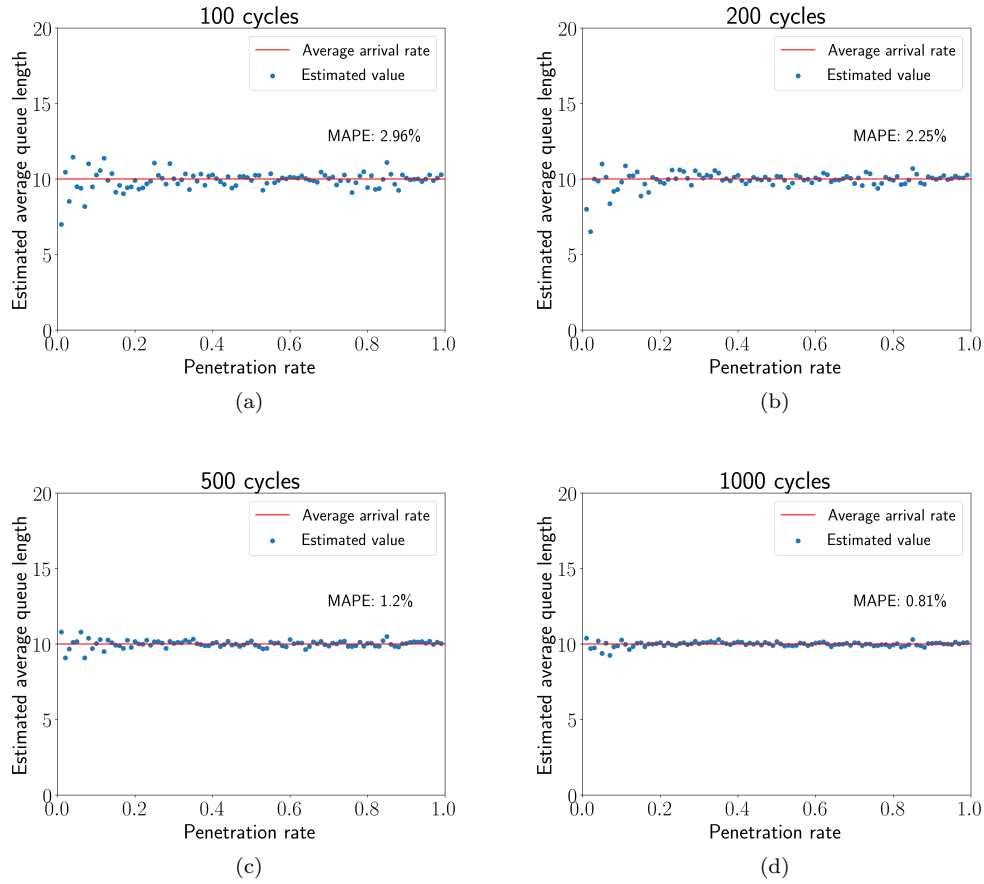 100 cycles
Estimated average queue length
20
15
10
5
0
Average arrival rate
Estimated value
MAPE: 2.96%
0.0 0.2 0.4 0.6 0.8 1.0
Penetration rate
(a)
200 cycles
Estimated average queue length
20
15
10
5
0
Average arrival rate
Estimated value
MAPE: 2.25%
0.0 0.2 0.4 0.6 0.8 1.0
Penetration rate
(b)
500 cycles
Estimated average queue length
20
15
10
5
0
Average arrival rate
Estimated value
MAPE: 1.2%
0.0 0.2 0.4 0.6 0.8 1.0
Penetration rate
(c)
1000 cycles
Estimated average queue length
20
15
10
5
0
Average arrival rate
Estimated value
MAPE: 0.81%
0.0 0.2 0.4 0.6 0.8 1.0
Penetration rate
(d)